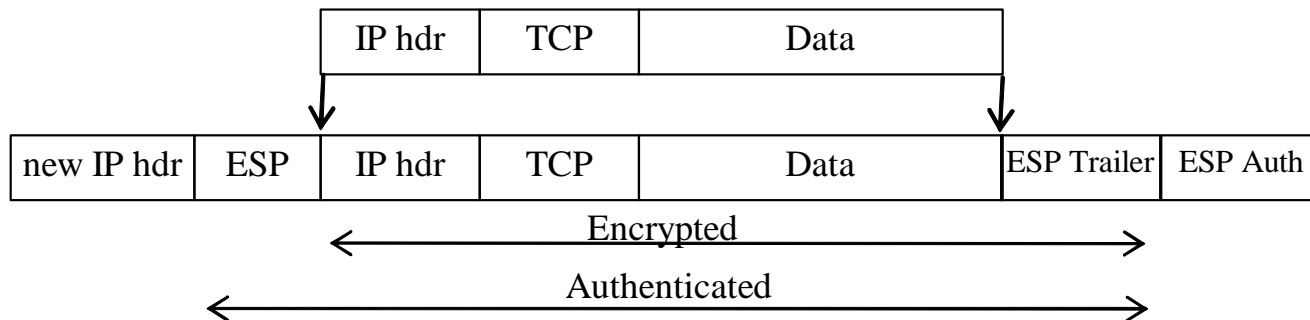 IP hdr TCP Data
new IP hdr ESP IP hdr TCP Data ESP Trailer ESP Auth
Encrypted
Authenticated